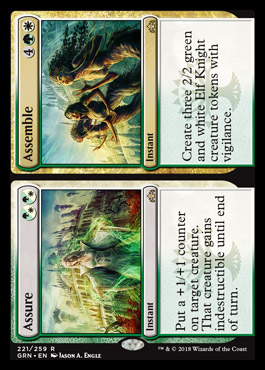 Assemble
4
Instant
Create three 2/2 green
and white Elf Knight
creature tokens with
vigilance.
Assure
Instant
Put a +1/+1 counter
on target creature.
That creature gains
indestructible until end
of turn.
221/259 R
GRN • EN JASON A. ENGLE
™ & © 2018 Wizards of the Coast